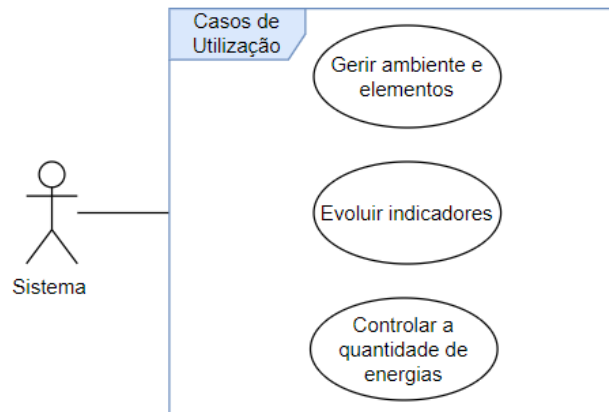 Casos de
Utilização
Gerir ambiente e
elementos
Evoluir indicadores
Sistema
Controlar a
quantidade de
energias